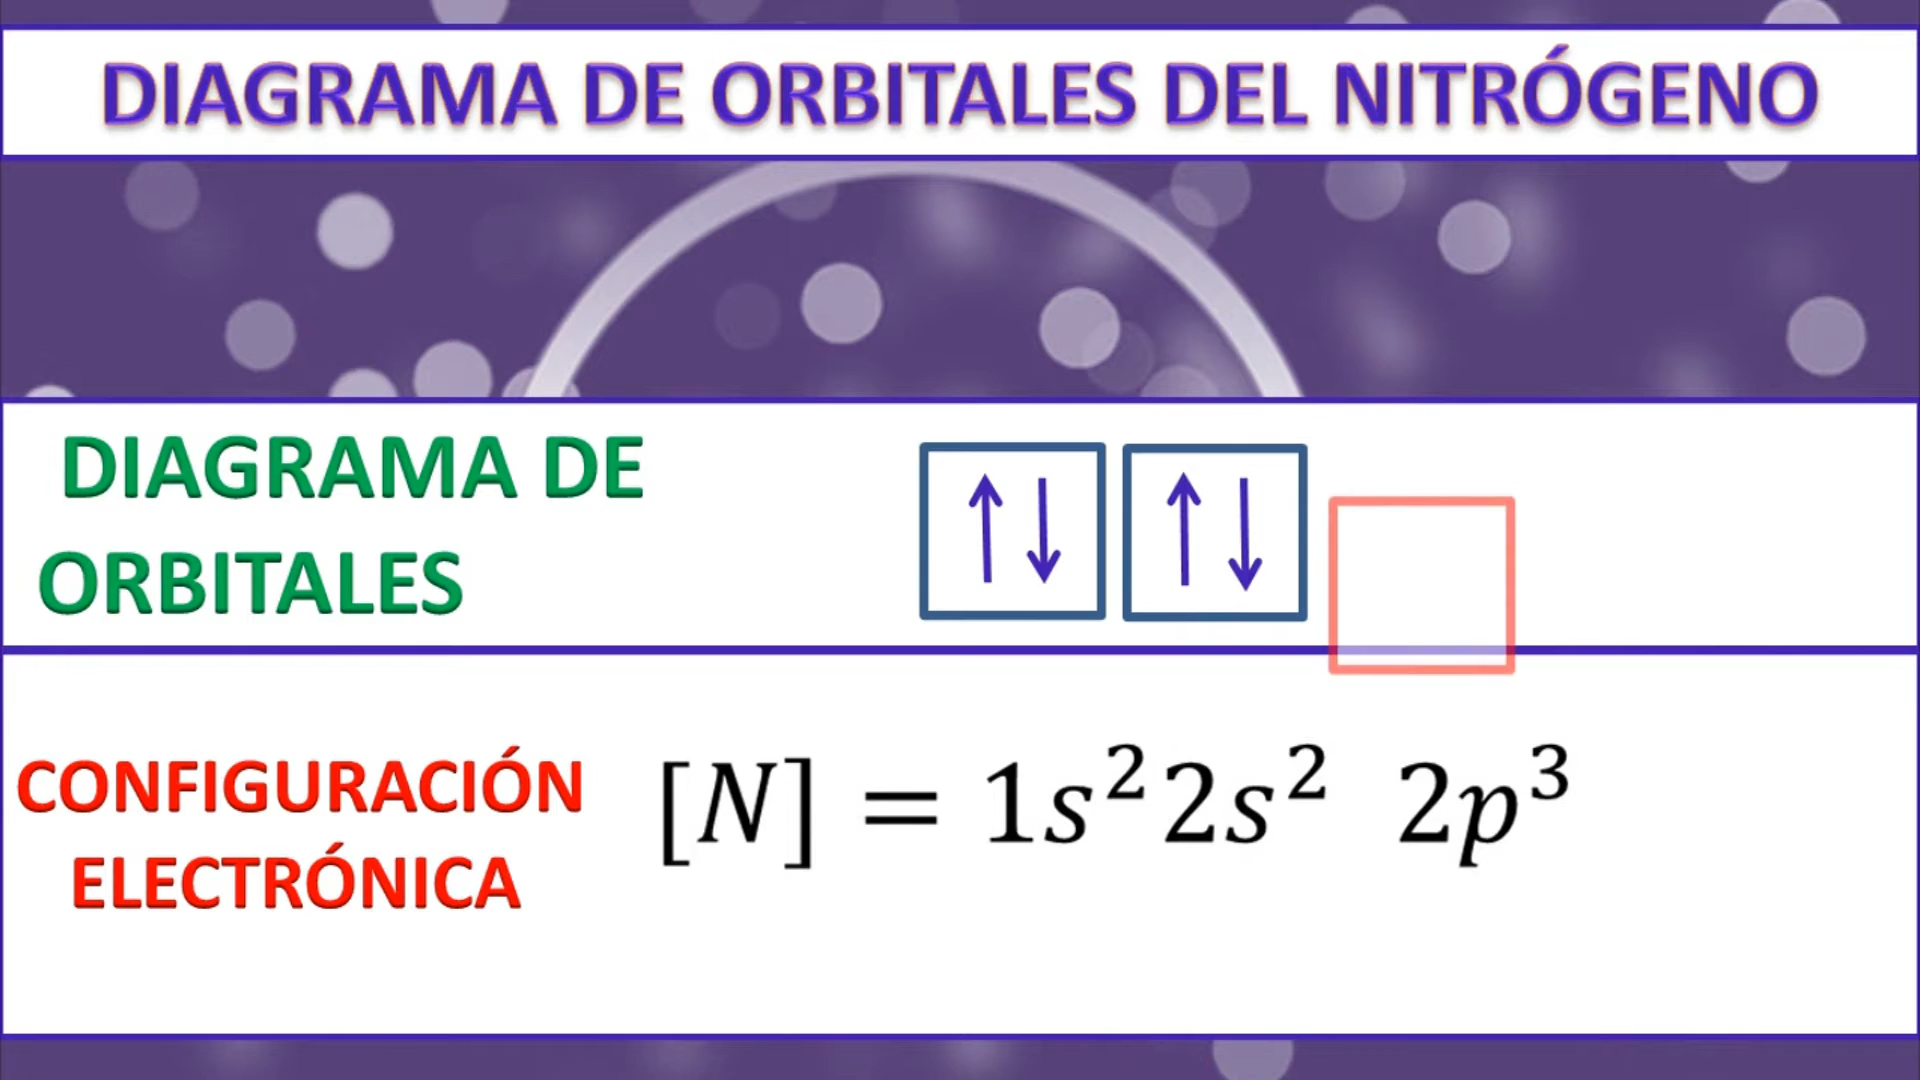 DIAGRAMA DE ORBITALES DEL NITRÓGENO
DIAGRAMA DE
ORBITALES
↑↓ ↑↓
CONFIGURACIÓN
ELECTRÓNICA
[N] = 1s²2s² 2p³